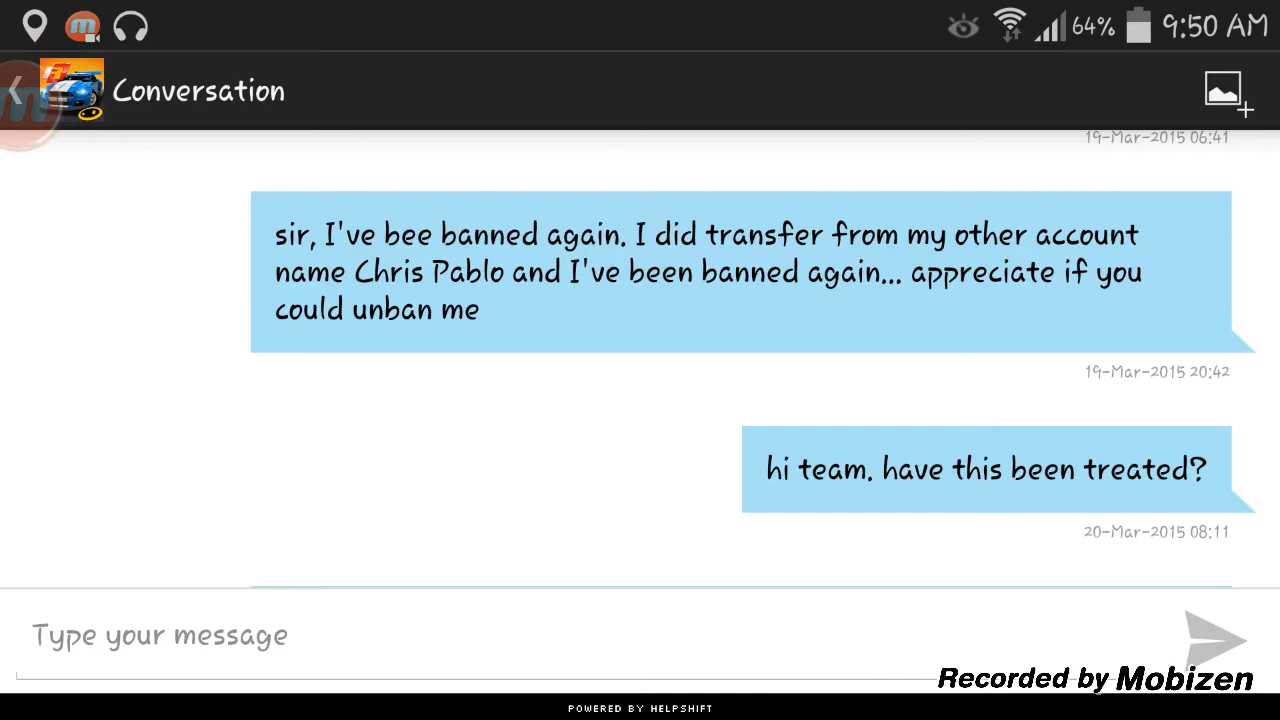 64% 9:50 AM
Conversation
19-Mar-2015 06:41
sir, I've bee banned again. I did transfer from my other account
name Chris Pablo and I've been banned again... appreciate if you
could unban me
19-Mar-2015 20:42
hi team. have this been treated?
20-Mar-2015 08:11
Type your message
Recorded by Mobizen
POWERED BY HELPSHIFT